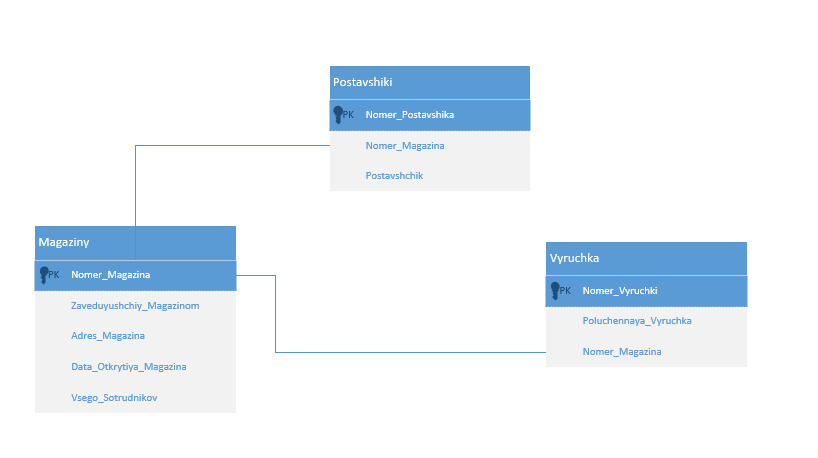 Postavshiki
PK Nomer_Postavshika
Nomer_Magazina
Postavshchik
Magaziny
PK Nomer_Magazina
Zaveduyushchiy_Magazinom
Adres_Magazina
Data_Otkrytiya_Magazina
Vsego_Sotrudnikov
Vyruchka
PK Nomer_Vyruchki
Poluchennaya_Vyruchka
Nomer_Magazina